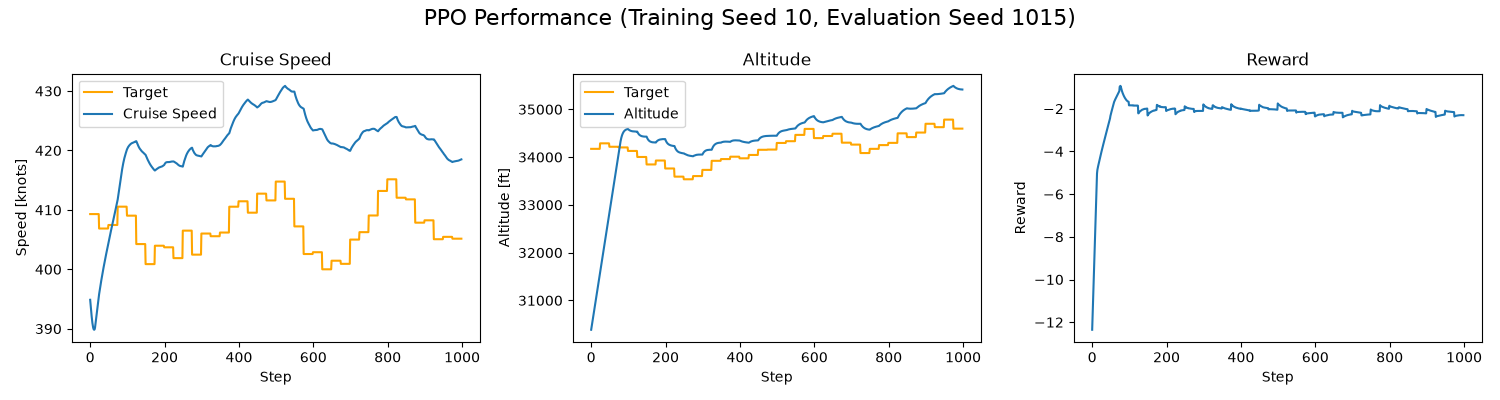 PPO Performance (Training Seed 10, Evaluation Seed 1015)
Cruise Speed
Target
Cruise Speed
Speed [knots]
430
420
410
400
390
0 200 400 600 800 1000
Step
Altitude
Target
Altitude
Altitude [ft]
35000
34000
33000
32000
31000
0 200 400 600 800 1000
Step
Reward
Reward
−2
−4
−6
−8
−10
−12
0 200 400 600 800 1000
Step